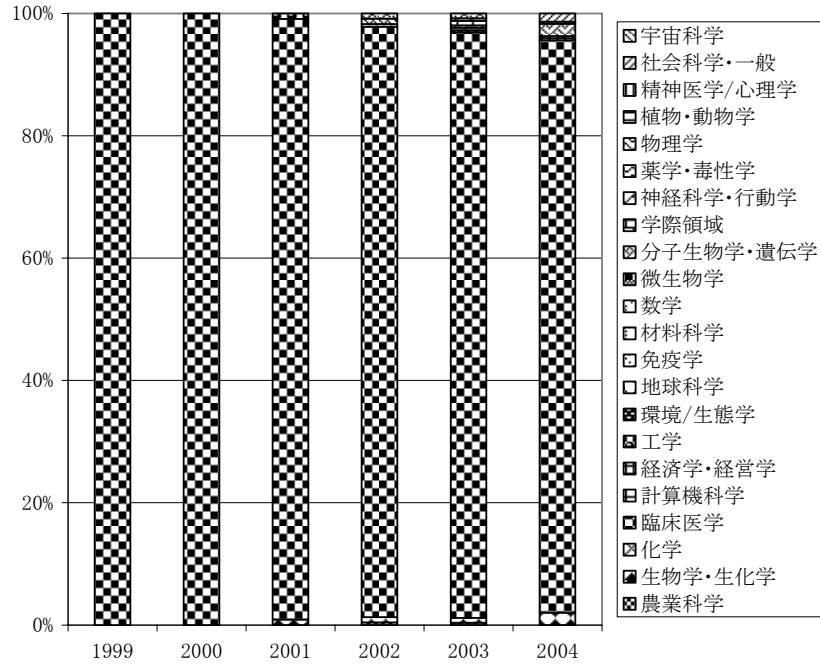 100%
80%
60%
40%
20%
0%
1999 2000 2001 2002 2003 2004
宇宙科学
社会科学・一般
精神医学/心理学
植物・動物学
物理学
薬学・毒性学
神経科学・行動学
学際領域
分子生物学・遺伝学
微生物学
数学
材料科学
免疫学
地球科学
環境/生態学
工学
経済学・経営学
計算機科学
臨床医学
化学
生物学・生化学
農業科学